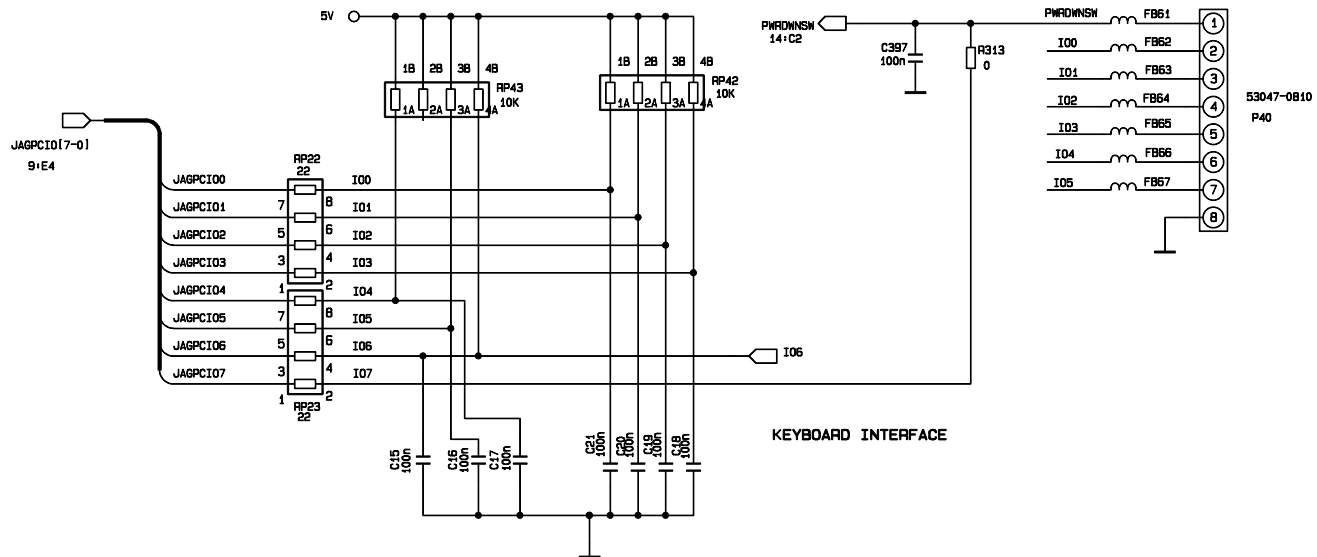 5V
1B 2B 3B 4B
RP43
10K
1A 2A 3A 4A
1B 2B 3B 4B
RP42
10K
1A 2A 3A 4A
PWRDWNSW
14:C2
C397
100n
R313
0
PWRDWNSW FB61 1
IO0 FB62 2
IO1 FB63 3
IO2 FB64 4
IO3 FB65 5
IO4 FB66 6
IO5 FB67 7
8
53047-0810
P40
JAGPCIO[7-0]
9:E4
RP22
22
JAGPCIO0 IO0
7 8
JAGPCIO1 IO1
5 6
JAGPCIO2 IO2
3 4
JAGPCIO3 IO3
1 2
JAGPCIO4 IO4
7 8
JAGPCIO5 IO5
5 6
JAGPCIO6 IO6
3 4
JAGPCIO7 IO7
1 2
RP23
22
IO6
C15
100n
C16
100n
C17
100n
C21
100n
C20
100n
C19
100n
C18
100n
KEYBOARD INTERFACE